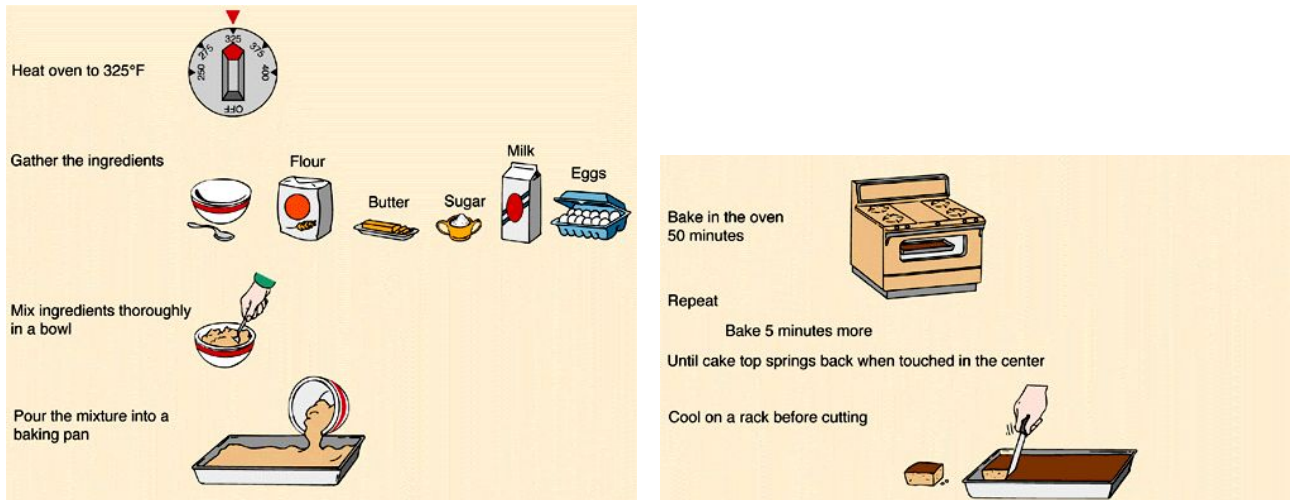 325
275
375
250
400
OFF
Heat oven to 325°F
Gather the ingredients
Flour
Butter
Sugar
Milk
Eggs
Mix ingredients thoroughly
in a bowl
Pour the mixture into a
baking pan
Bake in the oven
50 minutes
Repeat
Bake 5 minutes more
Until cake top springs back when touched in the center
Cool on a rack before cutting